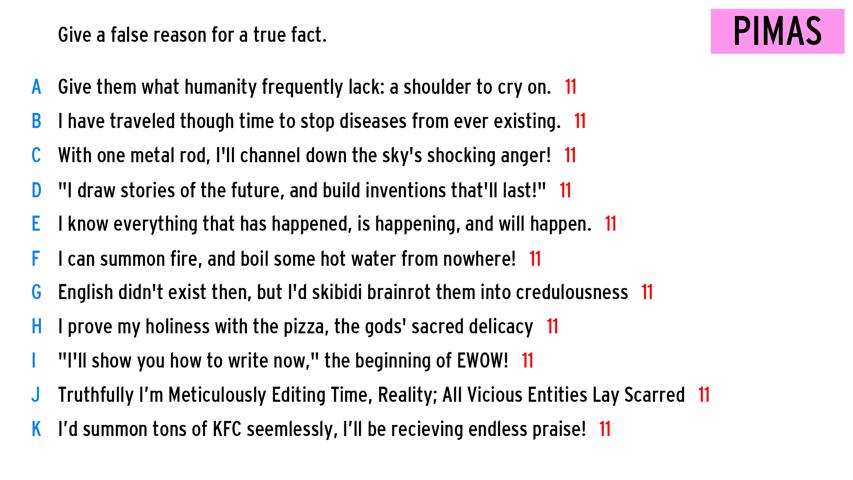 Give a false reason for a true fact.
PIMAS
A Give them what humanity frequently lack: a shoulder to cry on. 11
B I have traveled though time to stop diseases from ever existing. 11
C With one metal rod, I'll channel down the sky's shocking anger! 11
D "I draw stories of the future, and build inventions that'll last!" 11
E I know everything that has happened, is happening, and will happen. 11
F I can summon fire, and boil some hot water from nowhere! 11
G English didn't exist then, but I'd skibidi brainrot them into credulousness 11
H I prove my holiness with the pizza, the gods' sacred delicacy 11
I "I'll show you how to write now," the beginning of EWOW! 11
J Truthfully I’m Meticulously Editing Time, Reality; All Vicious Entities Lay Scarred 11
K I’d summon tons of KFC seemlessly, I’ll be recieving endless praise! 11